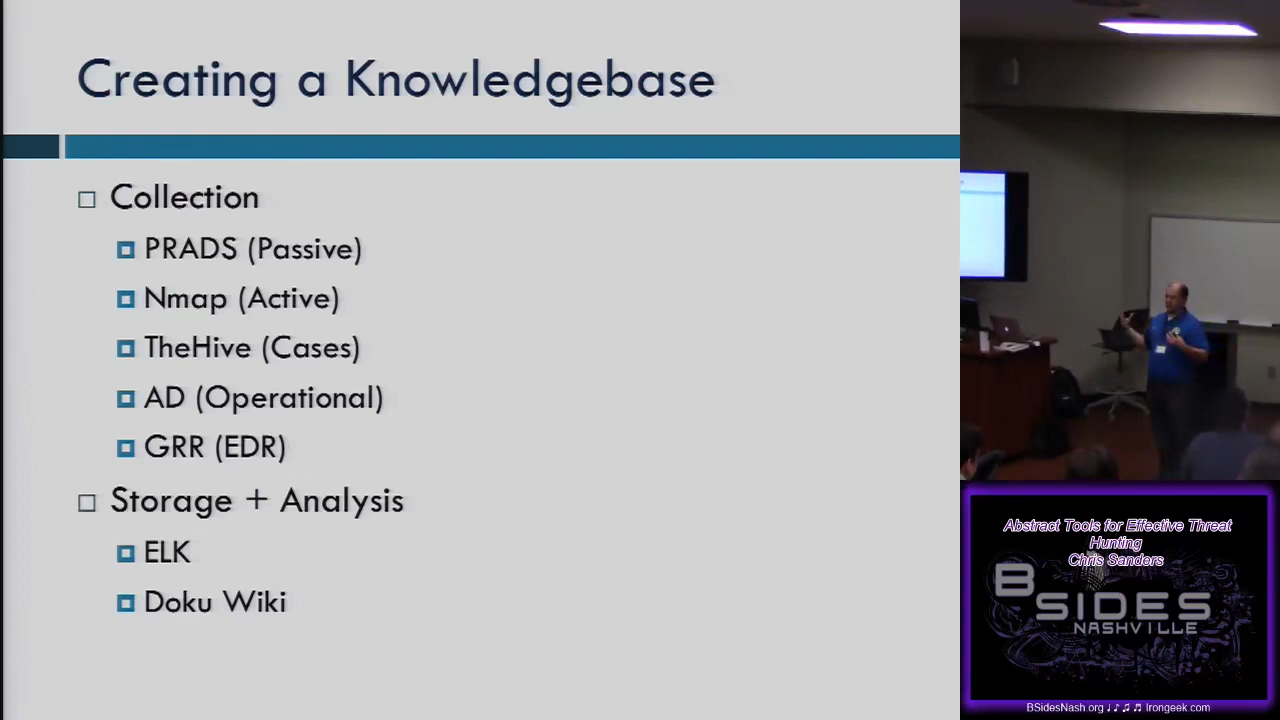 Creating a Knowledgebase
Collection
PRADS (Passive)
Nmap (Active)
TheHive (Cases)
AD (Operational)
GRR (EDR)
Storage + Analysis
ELK
Doku Wiki
Abstract Tools for Effective Threat
Hunting
Chris Sanders
BSIDES
NASHVILLE
BSidesNash.org ♩ ♪ ♫ ♬ Irongeek.com